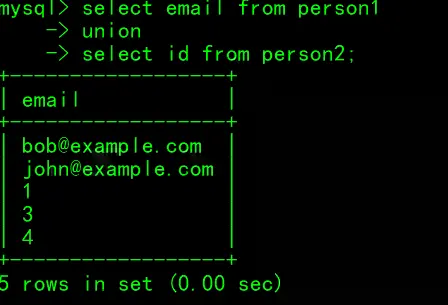 mysql> select email from person1
    -> union
    -> select id from person2;
+------------------+
| email            |
+------------------+
| bob@example.com  |
| john@example.com |
| 1                |
| 3                |
| 4                |
+------------------+
5 rows in set (0.00 sec)